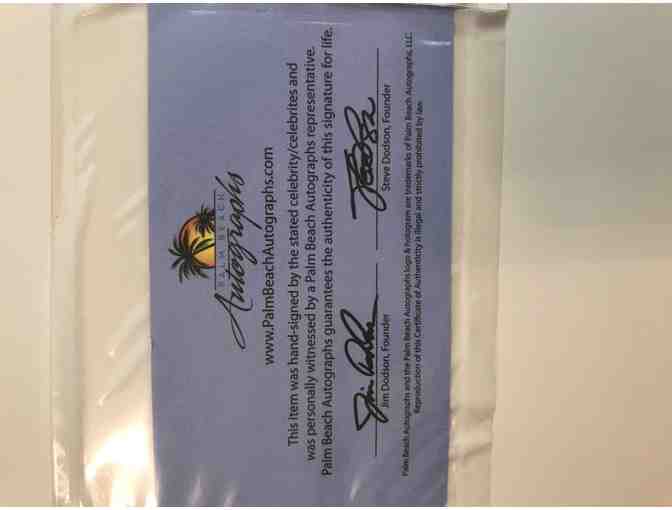 PALM BEACH
Autographs
www.PalmBeachAutographs.com
This item was hand-signed by the stated celebrity/celebrites and
was personally witnessed by a Palm Beach Autographs representative.
Palm Beach Autographs guarantees the authenticity of this signature for life.
Jim Dodson, Founder
Steve Dodson, Founder
Palm Beach Autographs and the Palm Beach Autographs logo & hologram are trademarks of Palm Beach Autographs, LLC
Reproduction of this Certificate of Authenticity is illegal and strictly prohibited by law.